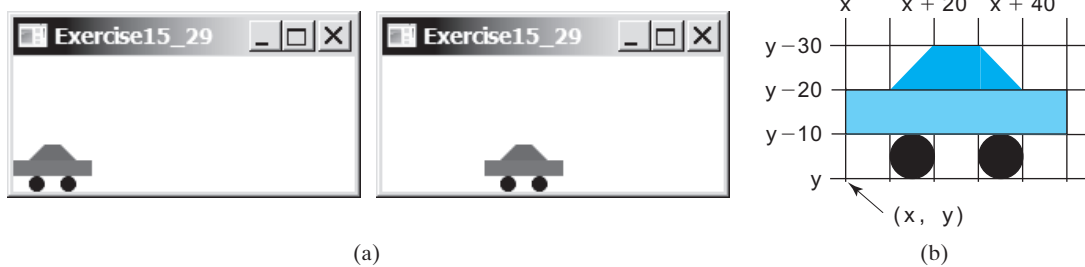 Exercise15_29
Exercise15_29
x x + 20 x + 40
y − 30
y − 20
y − 10
y
(x, y)
(a) (b)